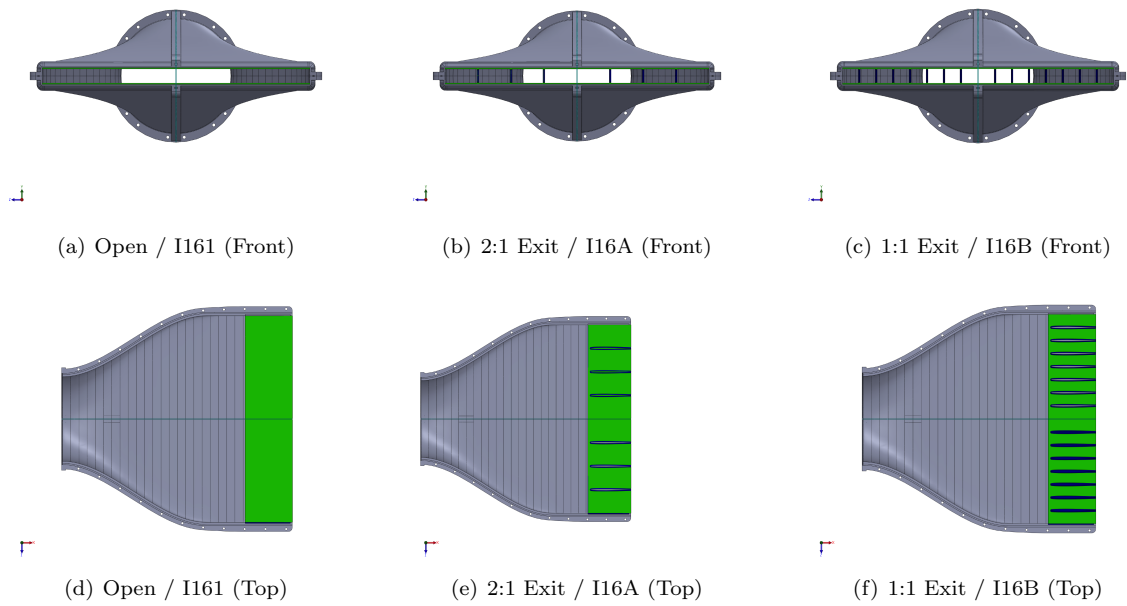 (a) Open / I161 (Front)
(b) 2:1 Exit / I16A (Front)
(c) 1:1 Exit / I16B (Front)
(d) Open / I161 (Top)
(e) 2:1 Exit / I16A (Top)
(f) 1:1 Exit / I16B (Top)